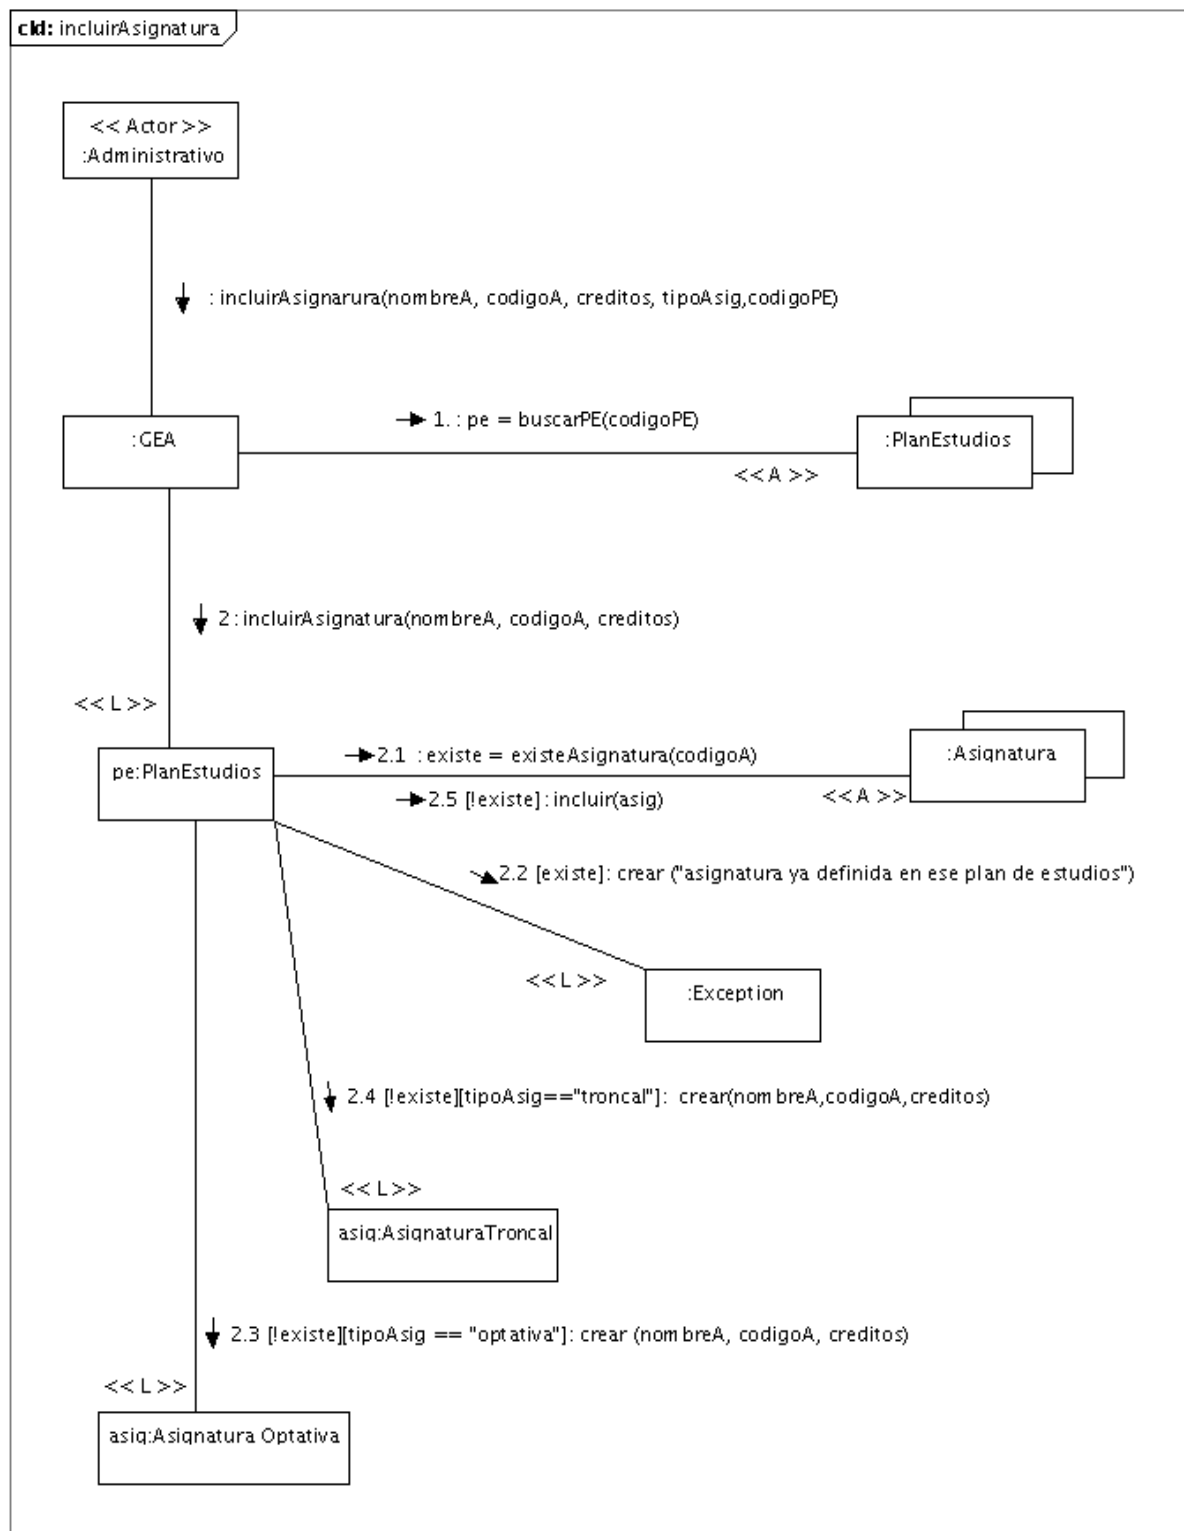 cld: incluirAsignatura
<< Actor >>
:Administrativo
: incluirAsignarura(nombreA, codigoA, creditos, tipoAsig,codigoPE)
1. : pe = buscarPE(codigoPE)
:GEA
:PlanEstudios
<< A >>
2: incluirAsignatura(nombreA, codigoA, creditos)
<< L >>
2.1 : existe = existeAsignatura(codigoA)
:Asignatura
pe:PlanEstudios
2.5 [!existe]: incluir(asig)
<< A >>
2.2 [existe]: crear ("asignatura ya definida en ese plan de estudios")
<< L >>
:Exception
2.4 [!existe][tipoAsig=="troncal"]: crear(nombreA,codigoA,creditos)
<< L >>
asig:AsignaturaTroncal
2.3 [!existe][tipoAsig == "optativa"]: crear (nombreA, codigoA, creditos)
<< L >>
asig:Asignatura Optativa